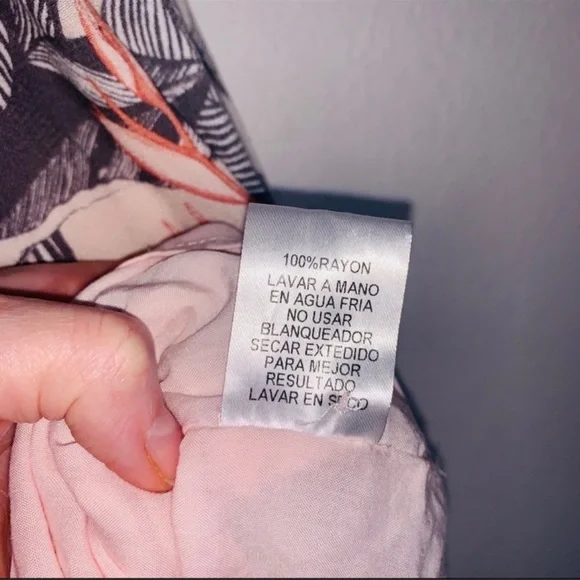 100%RAYON
LAVAR A MANO
EN AGUA FRIA
NO USAR
BLANQUEADOR
SECAR EXTEDIDO
PARA MEJOR
RESULTADO
LAVAR EN SECO